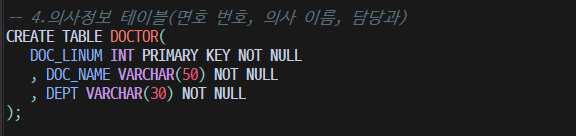 -- 4.의사정보 테이블(면호 번호, 의사 이름, 담당과)
CREATE TABLE DOCTOR(
DOC_LINUM INT PRIMARY KEY NOT NULL
, DOC_NAME VARCHAR(50) NOT NULL
, DEPT VARCHAR(30) NOT NULL
);